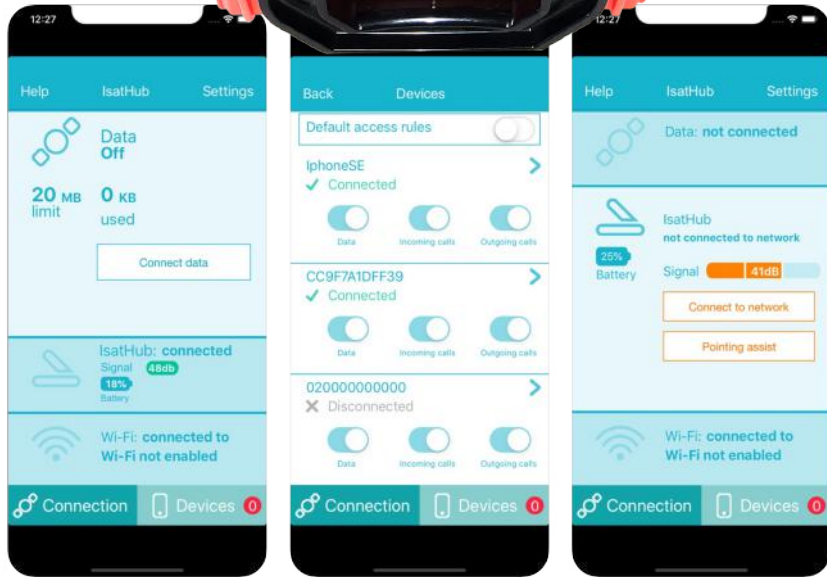 12:27
Help IsatHub Settings
Data
Off
20 MB
limit
0 KB
used
Connect data
IsatHub: connected
Signal 48db
18%
Battery
Wi-Fi: connected to
Wi-Fi not enabled
Connection Devices 0
Back Devices
Default access rules
IphoneSE
Connected
Data Incoming calls Outgoing calls
CC9F7A1DFF39
Connected
Data Incoming calls Outgoing calls
020000000000
Disconnected
Data Incoming calls Outgoing calls
Connection Devices 0
12:27
Help IsatHub Settings
Data: not connected
IsatHub
not connected to network
25%
Battery
Signal 41dB
Connect to network
Pointing assist
Wi-Fi: connected to
Wi-Fi not enabled
Connection Devices 0